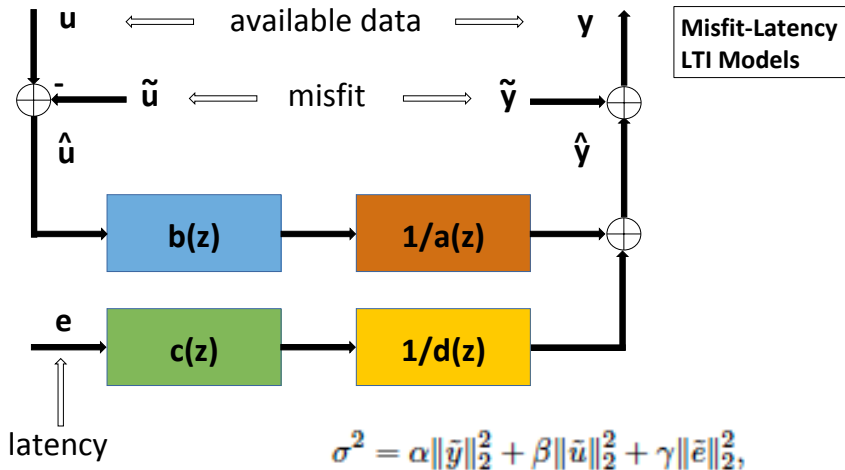 u available data y
Misfit-Latency
LTI Models
-
ũ misfit ỹ
û ŷ
b(z) 1/a(z)
e
c(z) 1/d(z)
latency
σ² = α‖ỹ‖₂² + β‖ũ‖₂² + γ‖ẽ‖₂²,